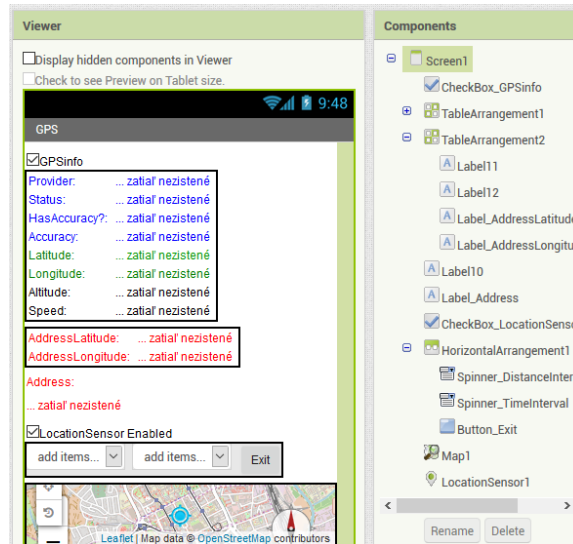 Viewer
Display hidden components in Viewer
Check to see Preview on Tablet size.
9:48
GPS
GPSinfo
Provider: ... zatiaľ nezistené
Status: ... zatiaľ nezistené
HasAccuracy?: ... zatiaľ nezistené
Accuracy: ... zatiaľ nezistené
Latitude: ... zatiaľ nezistené
Longitude: ... zatiaľ nezistené
Altitude: ... zatiaľ nezistené
Speed: ... zatiaľ nezistené
AddressLatitude: ... zatiaľ nezistené
AddressLongitude: ... zatiaľ nezistené
Address:
... zatiaľ nezistené
LocationSensor Enabled
add items... add items... Exit
Leaflet | Map data © OpenStreetMap contributors
Components
Screen1
CheckBox_GPSinfo
TableArrangement1
TableArrangement2
A Label11
A Label12
A Label_AddressLatitude
A Label_AddressLongitu
A Label10
A Label_Address
CheckBox_LocationSenso
HorizontalArrangement1
Spinner_DistanceInter
Spinner_TimeInterval
Button_Exit
Map1
LocationSensor1
Rename Delete